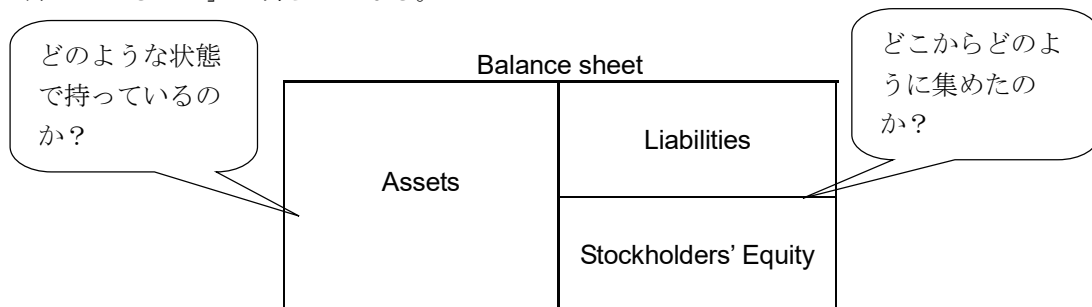 どのような状態
で持っているの
か？
どこからどのよ
うに集めたの
か？
Balance sheet
Assets
Liabilities
Stockholders’ Equity